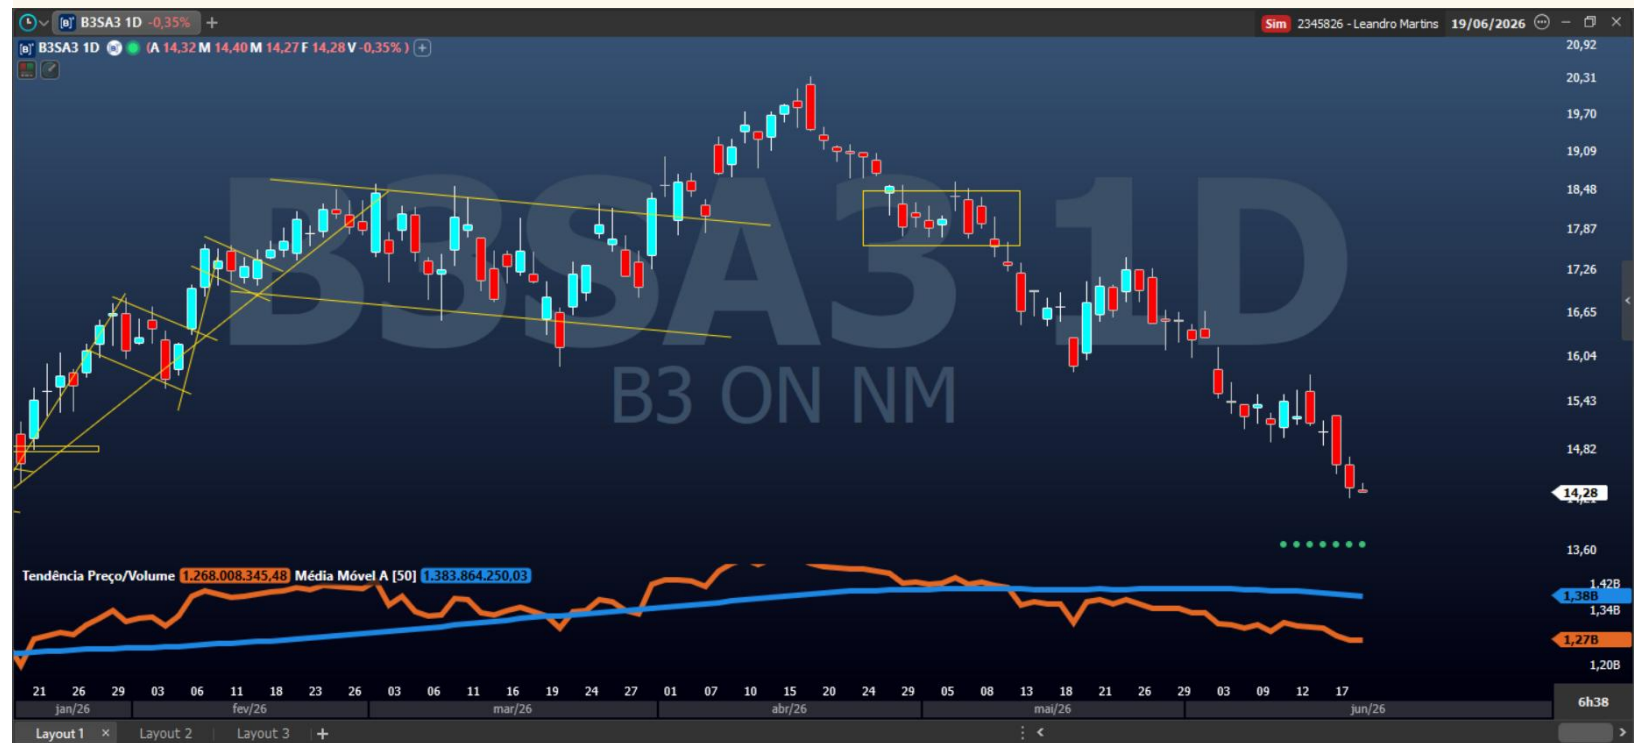 B3SA3 1D -0,35% +
Sim 2345826 - Leandro Martins 19/06/2026
B3SA3 1D (A 14,32 M 14,40 M 14,27 F 14,28 V -0,35% )
20,92
20,31
19,70
19,09
18,48
17,87
17,26
16,65
16,04
15,43
14,82
14,28
13,60
B3SA3 1D
B3 ON NM
Tendência Preço/Volume 1.268.008.345,48 Média Móvel A [50] 1.383.864.250,03
1,42B
1,38B
1,34B
1,27B
1,20B
21 26 29 03 06 11 18 23 26 03 06 11 16 19 24 27 01 07 10 15 20 24 29 05 08 13 18 21 26 29 03 09 12 17
jan/26 fev/26 mar/26 abr/26 mai/26 jun/26
6h38
Layout 1 × Layout 2 Layout 3 +